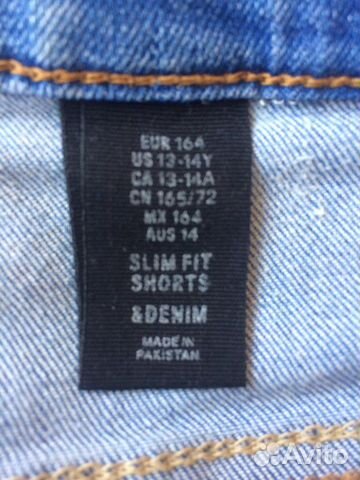 EUR 164
US 13-14Y
CA 13-14A
CN 165/72
MX 164
AUS 14
SLIM FIT
SHORTS
&DENIM
MADE IN
PAKISTAN
Avito